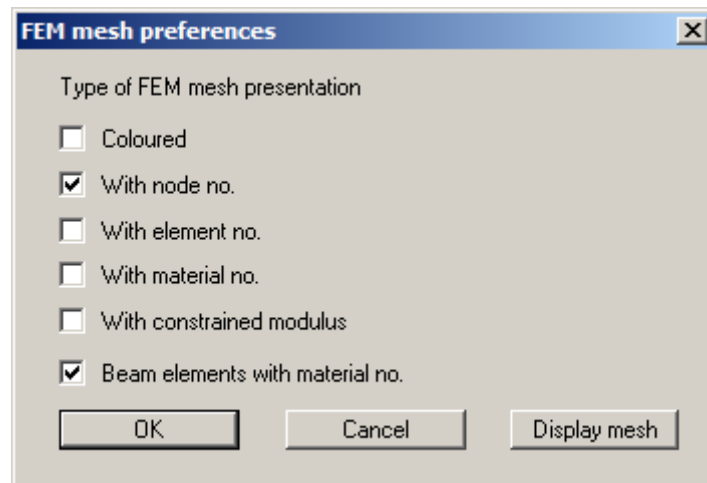 FEM mesh preferences
Type of FEM mesh presentation
Coloured
With node no.
With element no.
With material no.
With constrained modulus
Beam elements with material no.
OK Cancel Display mesh